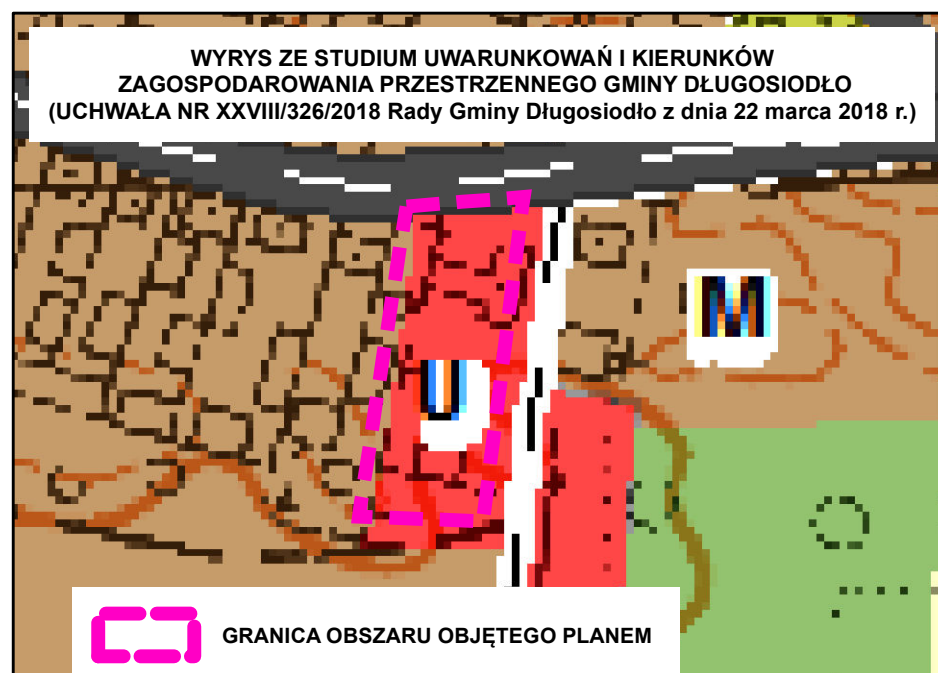 WYRYS ZE STUDIUM UWARUNKOWAŃ I KIERUNKÓW
ZAGOSPODAROWANIA PRZESTRZENNEGO GMINY DŁUGOSIODŁO
(UCHWAŁA NR XXVIII/326/2018 Rady Gminy Długosiodło z dnia 22 marca 2018 r.)
M
U
GRANICA OBSZARU OBJĘTEGO PLANEM